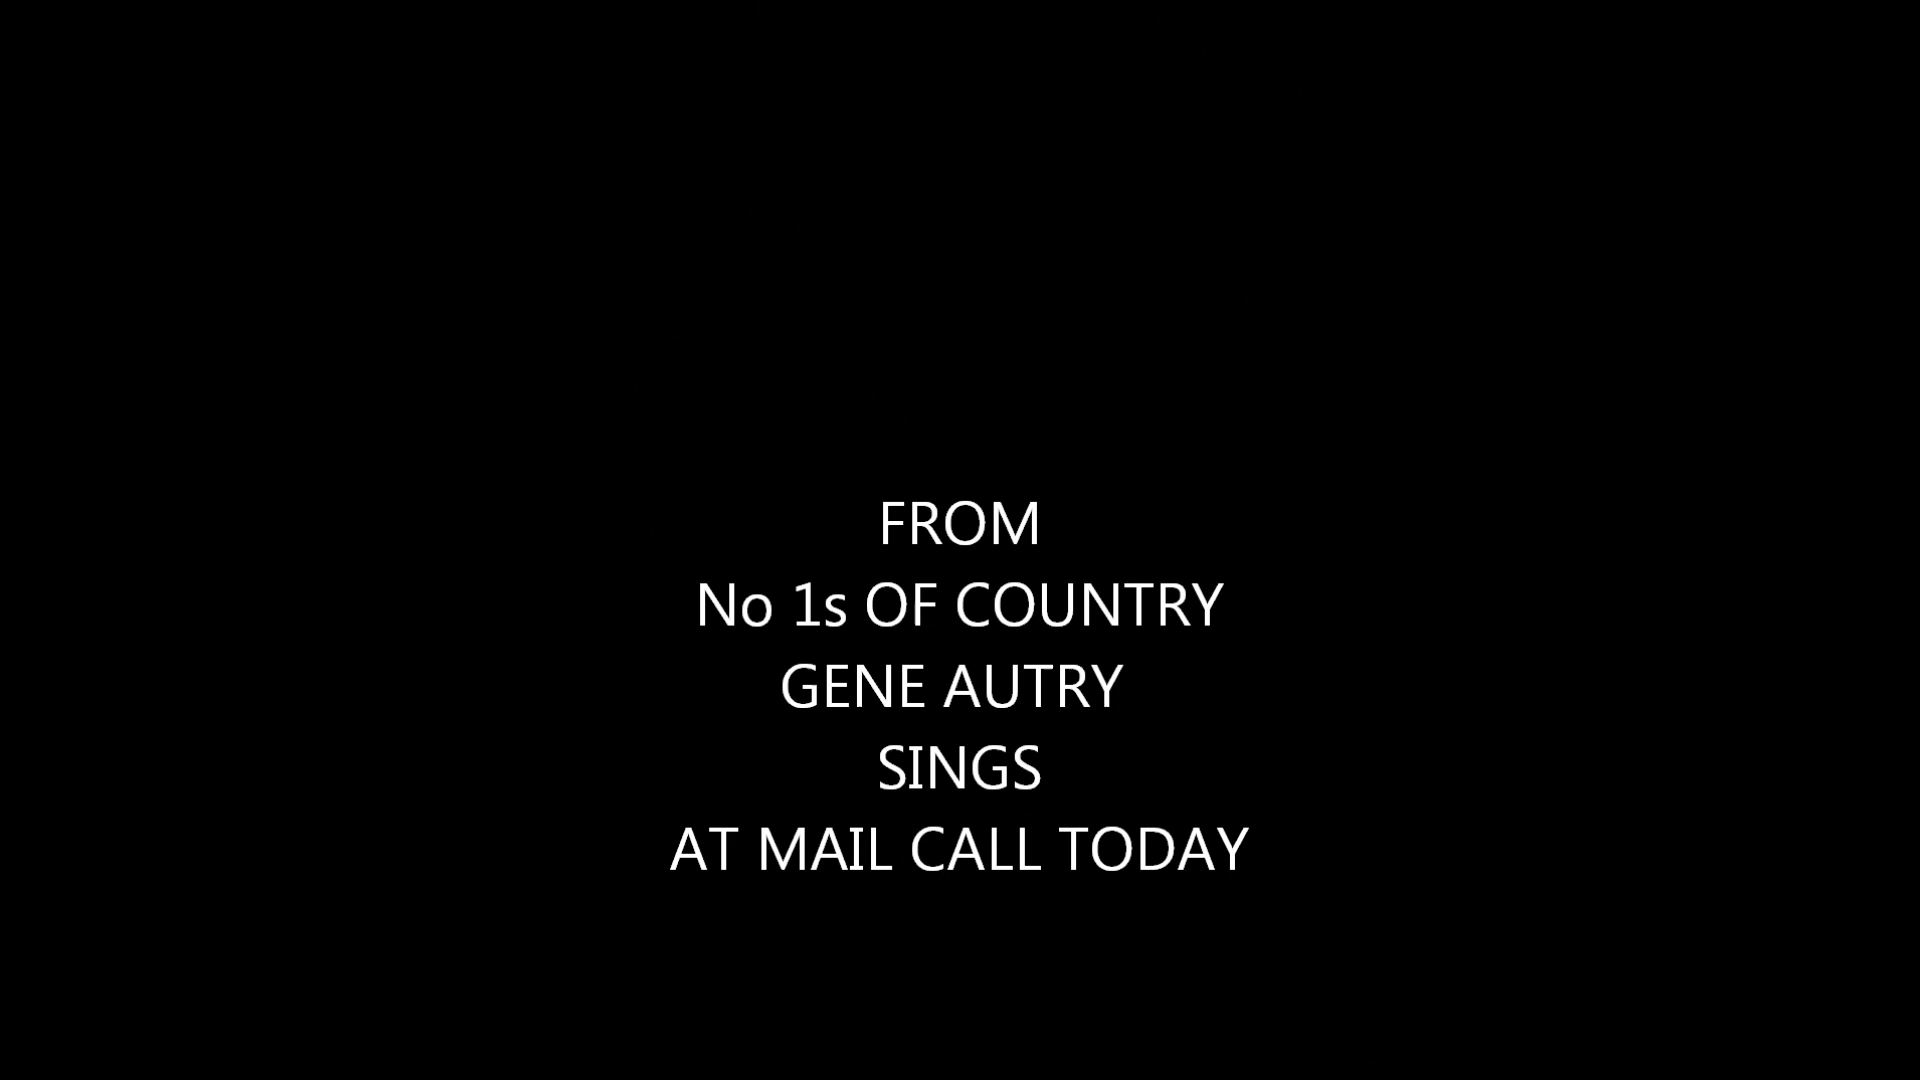 FROM
No 1s OF COUNTRY
GENE AUTRY
SINGS
AT MAIL CALL TODAY